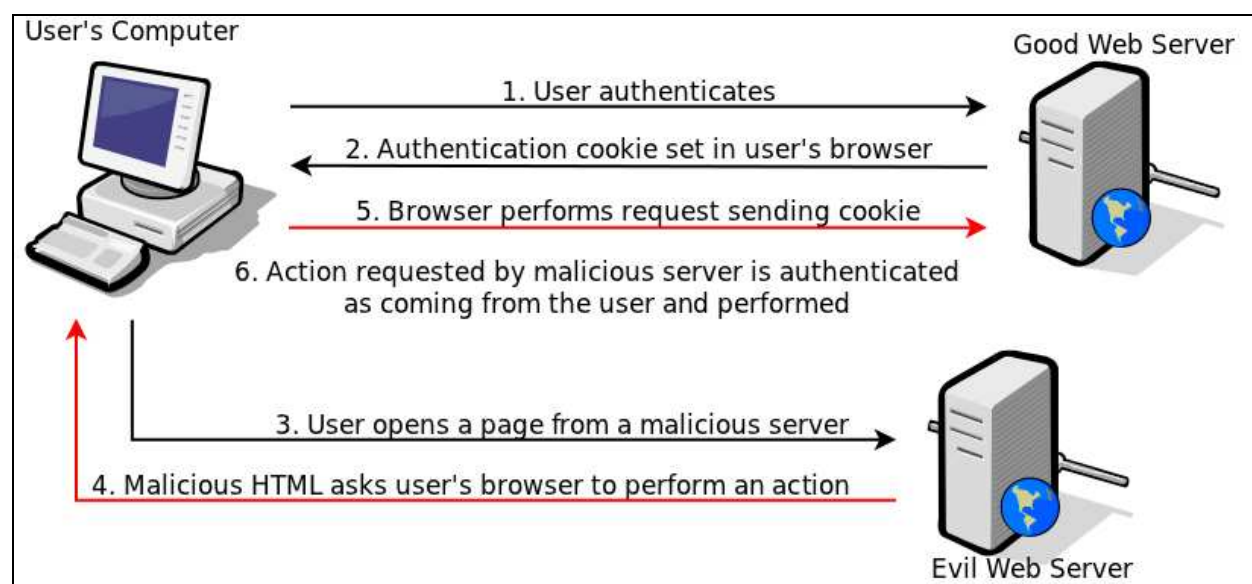 User's Computer
Good Web Server
1. User authenticates
2. Authentication cookie set in user's browser
5. Browser performs request sending cookie
6. Action requested by malicious server is authenticated
as coming from the user and performed
3. User opens a page from a malicious server
4. Malicious HTML asks user's browser to perform an action
Evil Web Server